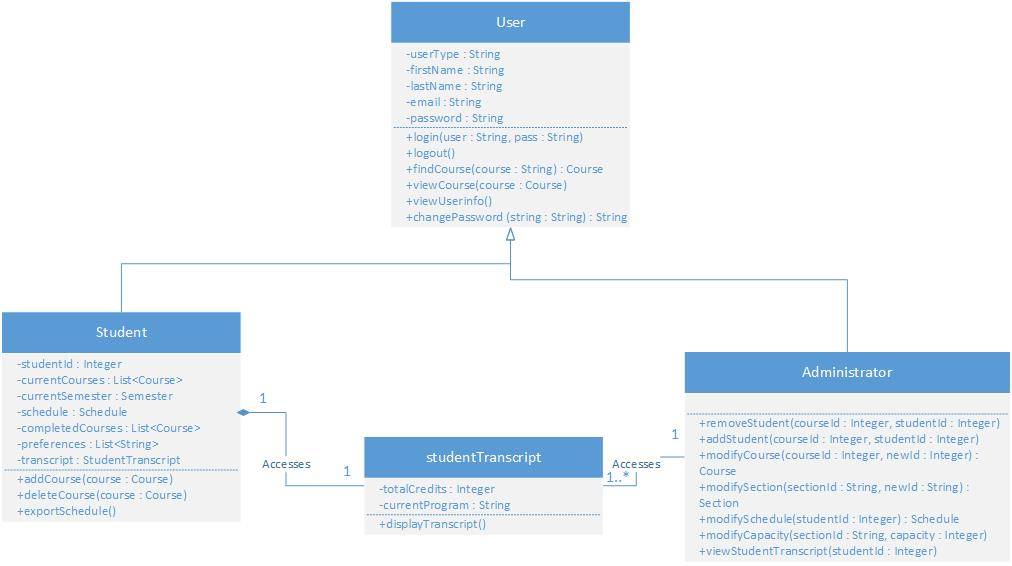 User
-userType : String
-firstName : String
-lastName : String
-email : String
-password : String
+login(user : String, pass : String)
+logout()
+findCourse(course : String) : Course
+viewCourse(course : Course)
+viewUserinfo()
+changePassword (string : String) : String
Student
-studentId : Integer
-currentCourses : List<Course>
-currentSemester : Semester
-schedule : Schedule
-completedCourses : List<Course>
-preferences : List<String>
-transcript : StudentTranscript
+addCourse(course : Course)
+deleteCourse(course : Course)
+exportSchedule()
1
Accesses
1
studentTranscript
-totalCredits : Integer
-currentProgram : String
+displayTranscript()
1
Accesses
1..*
Administrator
+removeStudent(courseId : Integer, studentId : Integer)
+addStudent(courseId : Integer, studentId : Integer)
+modifyCourse(courseId : Integer, newId : Integer) :
Course
+modifySection(sectionId : String, newId : String) :
Section
+modifySchedule(studentId : Integer) : Schedule
+modifyCapacity(sectionId : String, capacity : Integer)
+viewStudentTranscript(studentId : Integer)